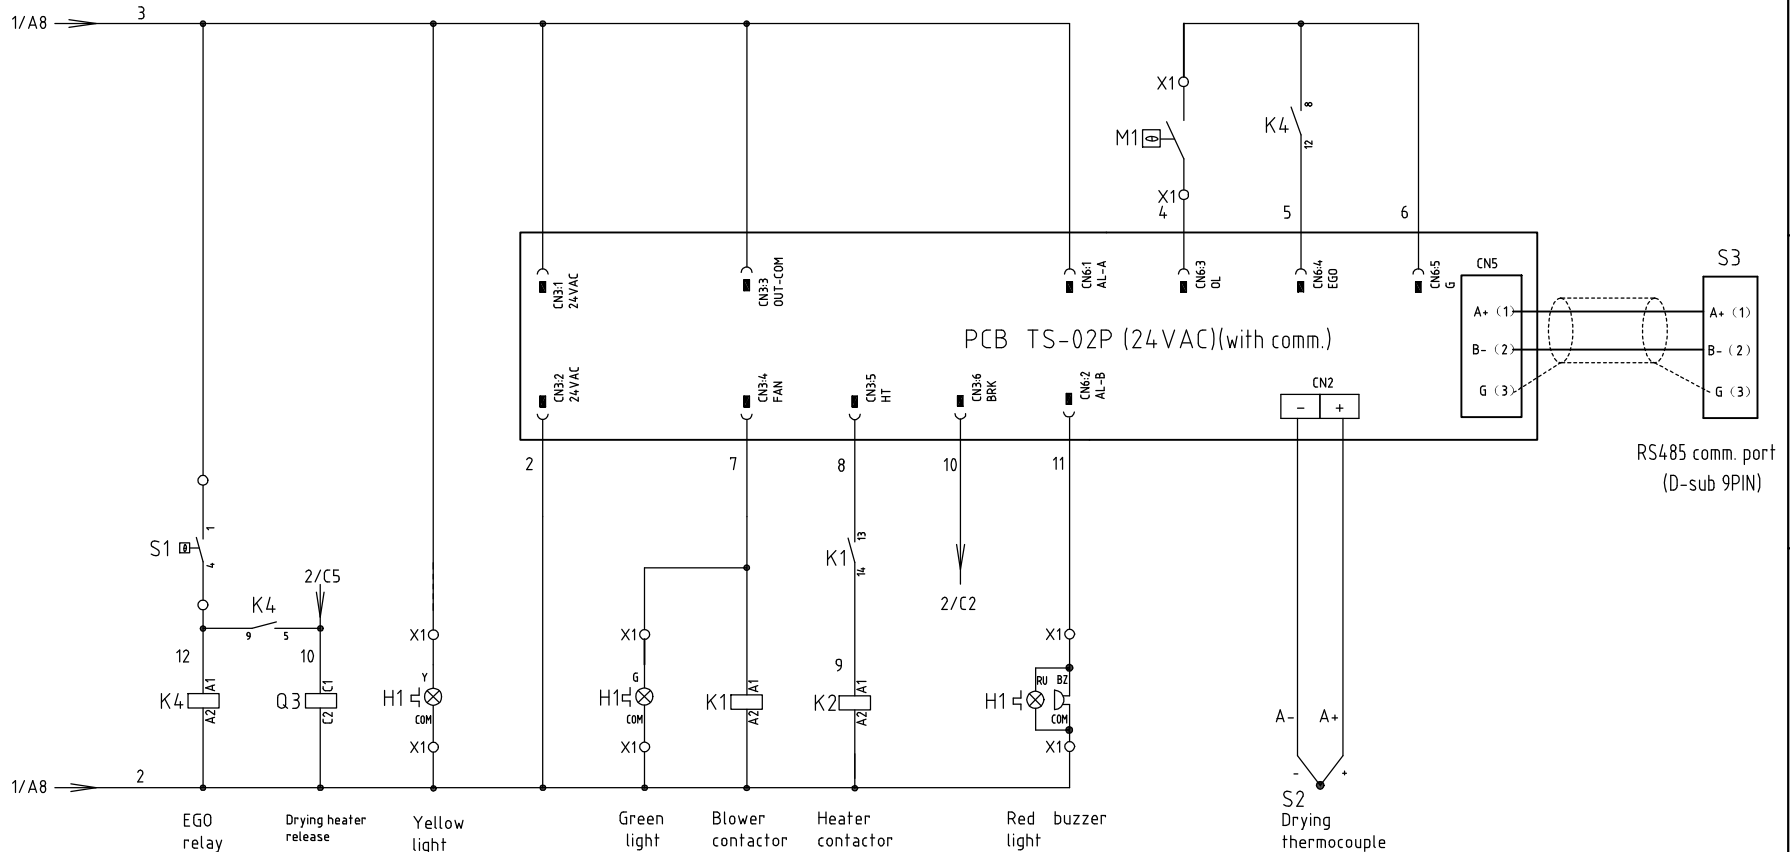 1/A8
3
X1
M1
X1
4
K4
8
12
5
6
CN3:1
24VAC
CN3:3
OUT-COM
CN6:1
AL-A
CN6:3
OL
CN6:4
EGO
CN6:5
G
CN5
A+ (1)
B- (2)
G (3)
S3
A+ (1)
B- (2)
G (3)
PCB TS-02P (24VAC)(with comm.)
CN3:2
24VAC
CN3:4
FAN
CN3:5
HT
CN3:6
BRK
CN6:2
AL-B
CN2
- +
RS485 comm. port
(D-sub 9PIN)
2
7
8
10
11
S1
1
4
2/C5
K4
9 5
12
10
K4
A1
A2
Q3
C1
C2
X1
Y
H1
COM
X1
X1
G
H1
COM
X1
K1
A1
A2
K1
13
14
9
K2
A1
A2
2/C2
X1
RU BZ
H1
COM
X1
A- A+
- +
S2
Drying
thermocouple
1/A8
2
EGO
relay
Drying heater
release
Yellow
light
Green
light
Blower
contactor
Heater
contactor
Red
light
buzzer